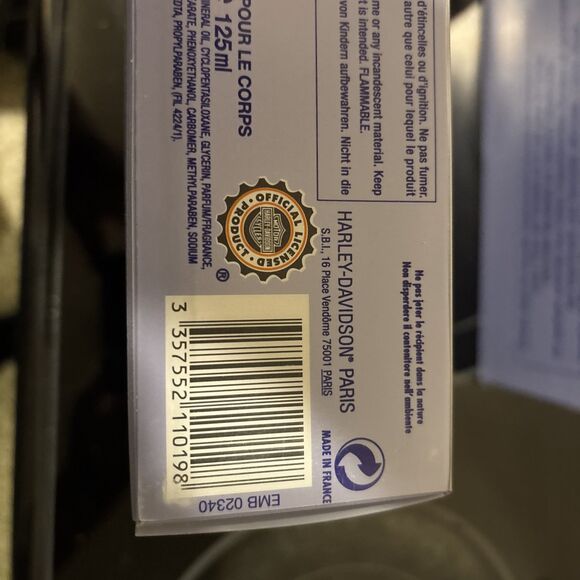 d'étincelles ou d'ignition. Ne pas fumer.
autre que celui pour lequel le produit
me or any incandescent material. Keep
t is intended. FLAMMABLE.
von Kindern aufbewahren. Nicht in die
POUR LE CORPS
125ml
NERAL OIL, CYCLOPENTASILOXANE, GLYCERIN, PARFUM/FRAGRANCE,
PHENOXYETHANOL, CARBOMER, METHYLPARABEN, SODIUM
PROPYLPARABEN, (FIL 4224/1).
OFFICIAL LICENSED
PRODUCT
HARLEY-DAVIDSON
®
HARLEY-DAVIDSON® PARIS
S.B.I., 16 Place Vendôme 75001 PARIS
Ne pas jeter le récipient dans la nature
Non disperdere il contenitore nell'ambiente
MADE IN FRANCE
3 357552 110198
EMB 02340